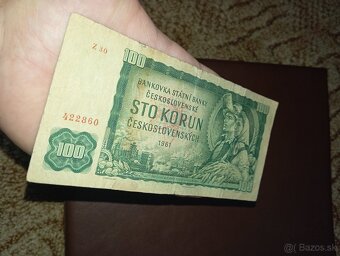 Z 30
100
BANKOVKA STÁTNÍ BANKY
ČESKOSLOVENSKÉ
422860
STO KORUN
ČESKOSLOVENSKÝCH
1961
100
Bazos.sk